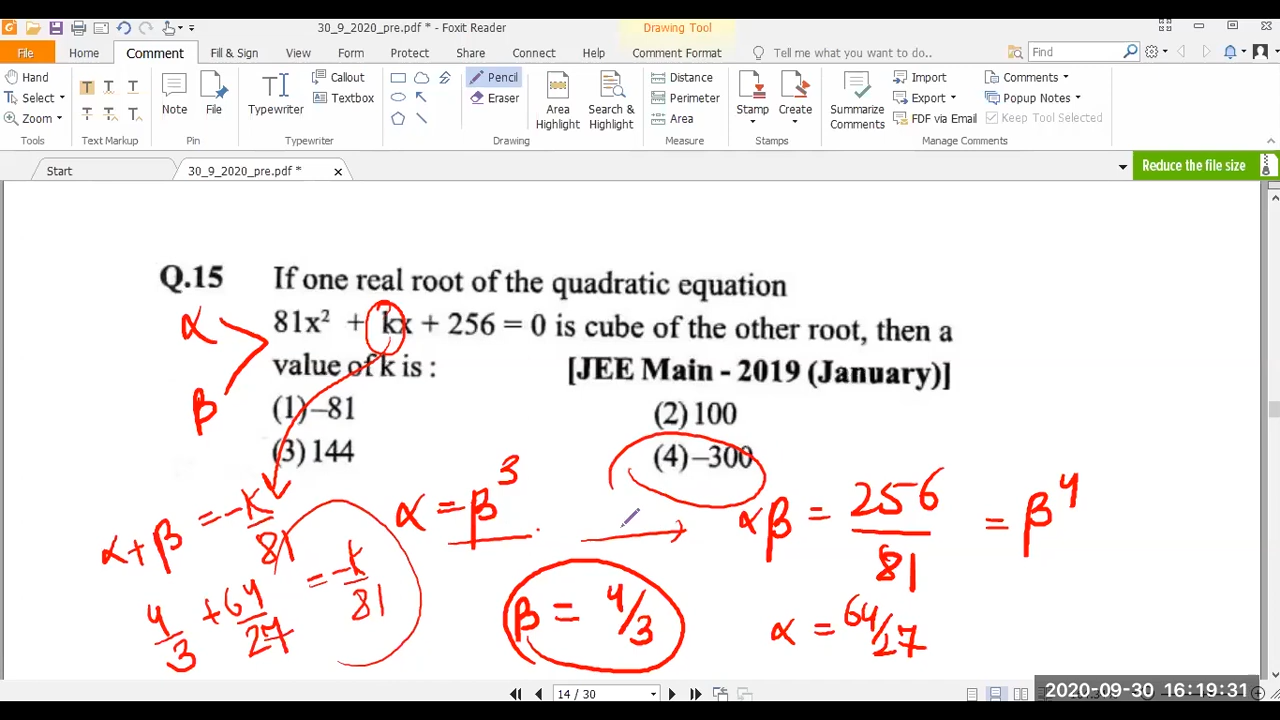 30_9_2020_pre.pdf * - Foxit Reader
Drawing Tool
File Home Comment Fill & Sign View Form Protect Share Connect Help Comment Format Tell me what you want to do.. Find
Hand Select Zoom Tools
Text Markup
Note File Pin
Typewriter Callout Textbox Typewriter
Pencil Eraser Area Highlight Search & Highlight Drawing
Distance Perimeter Area Measure
Stamp Create Stamps
Summarize Comments Import Export FDF via Email Comments Popup Notes Keep Tool Selected Manage Comments
Start 30_9_2020_pre.pdf * Reduce the file size
Q.15 If one real root of the quadratic equation
81x² + kx + 256 = 0 is cube of the other root, then a
value of k is : [JEE Main - 2019 (January)]
(1) –81 (2) 100
(3) 144 (4) –300
α
β
α + β = -k/81
4/3 + 64/27 = -k/81
α = β³
αβ = 256/81 = β⁴
β = 4/3
α = 64/27
14 / 30
2020-09-30 16:19:31